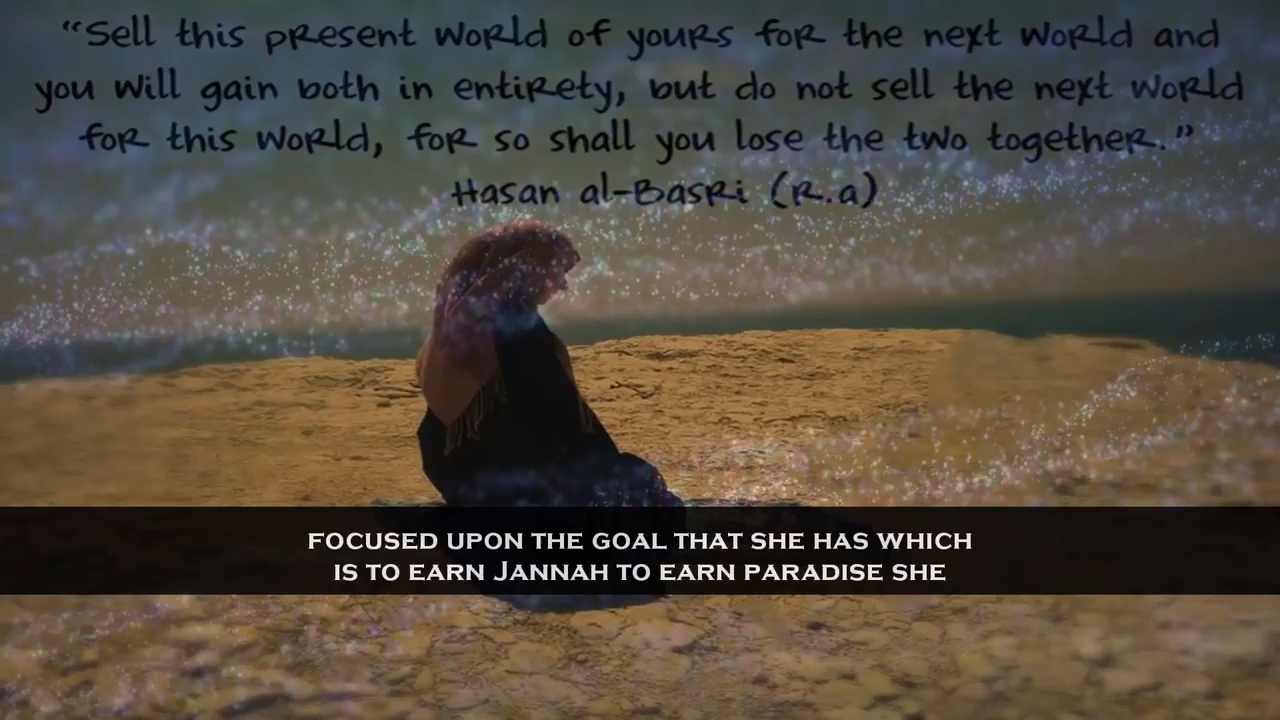 “Sell this present world of yours for the next world and
you will gain both in entirety, but do not sell the next world
for this world, for so shall you lose the two together.”
Hasan al-Basri (R.a)
FOCUSED UPON THE GOAL THAT SHE HAS WHICH
IS TO EARN JANNAH TO EARN PARADISE SHE